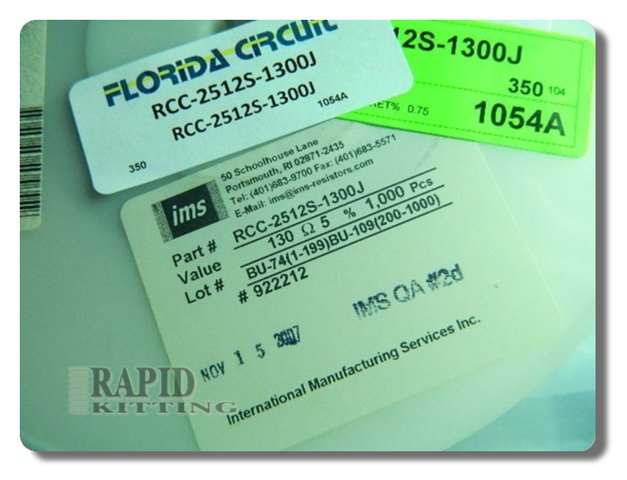 FLORIDA CIRCUIT
RCC-2512S-1300J
RCC-2512S-1300J
350
1054A
12S-1300J
350 104
RET% 0.75
1054A
ims
50 Schoolhouse Lane
Portsmouth, RI 02871-2435
Tel: (401)683-9700 Fax: (401)683-5571
E-Mail: ims@ims-resistors.com
Part # RCC-2512S-1300J
Value 130 Ω 5 % 1,000 Pcs
Lot # BU-74(1-199)BU-109(200-1000)
# 922212
NOV 15 2007
IMS QA #2d
International Manufacturing Services Inc.
RAPID
KITTING